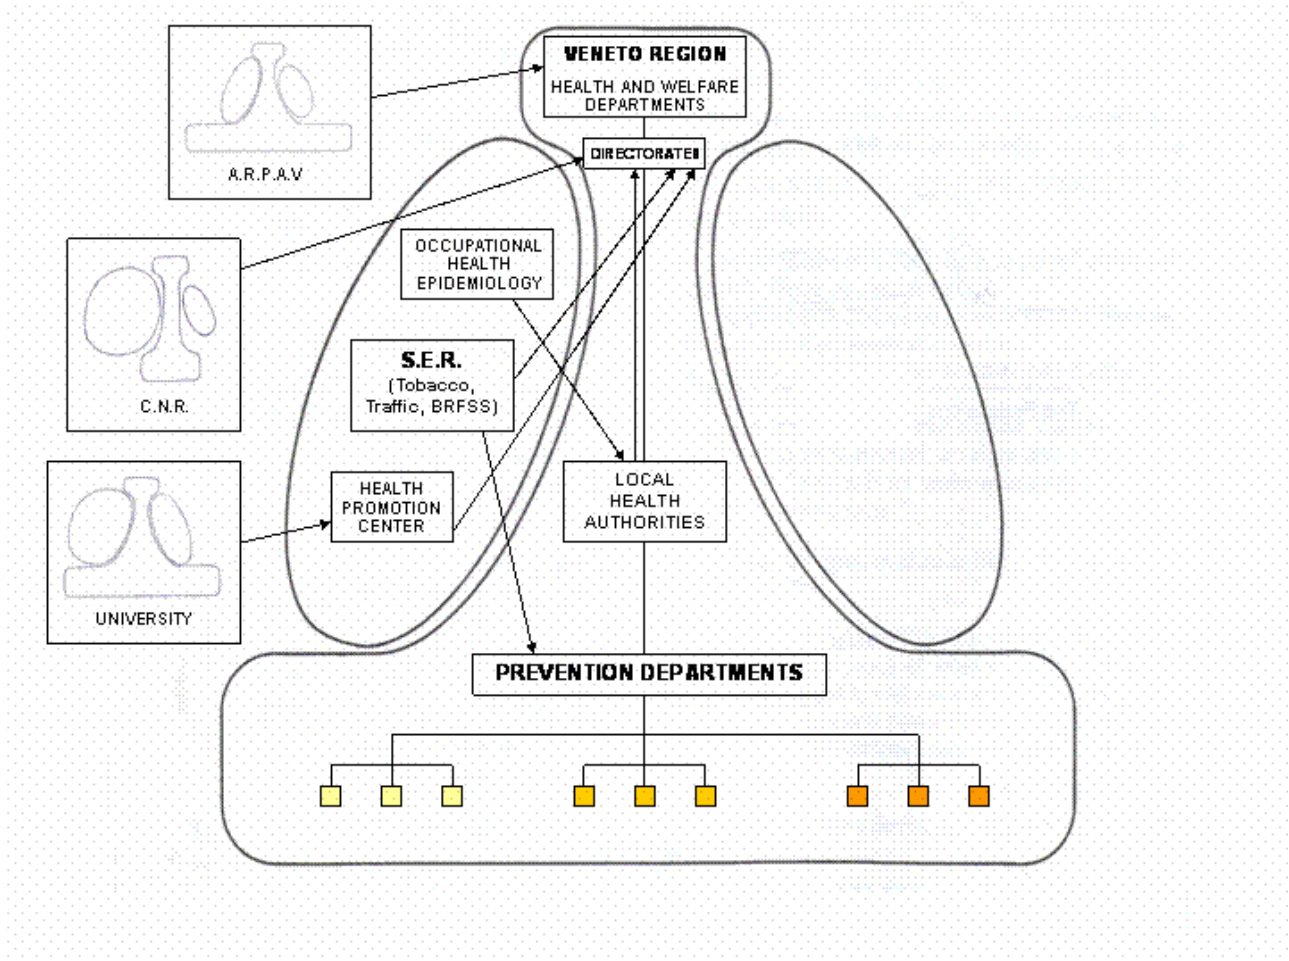 VENETO REGION
HEALTH AND WELFARE
DEPARTMENTS
A.R.P.A.V
C.N.R.
OCCUPATIONAL
HEALTH
EPIDEMIOLOGY
S.E.R.
(Tobacco,
Traffic, BRFSS)
HEALTH
PROMOTION
CENTER
LOCAL
HEALTH
AUTHORITIES
UNIVERSITY
PREVENTION DEPARTMENTS